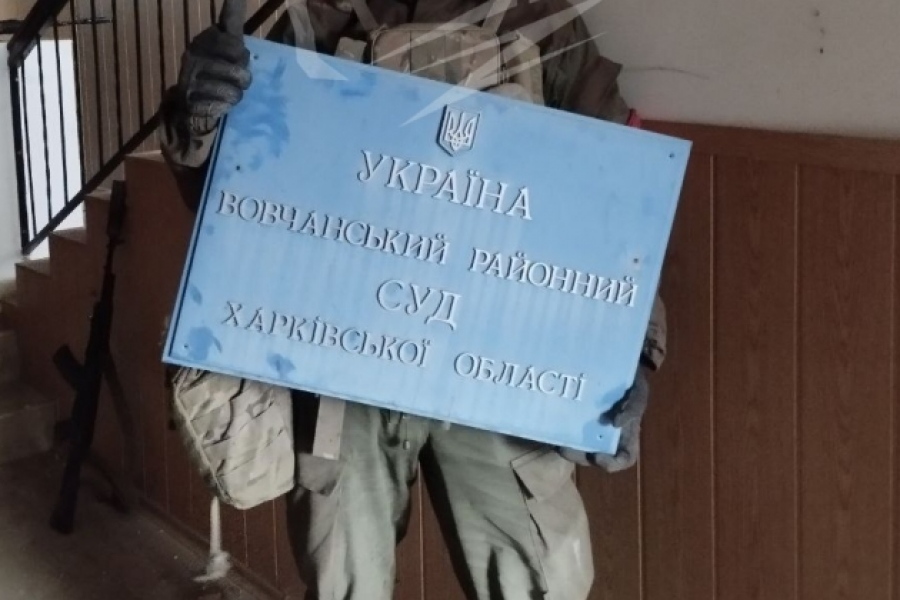 УКРАЇНА
ВОВЧАНСЬКИЙ РАЙОННИЙ
СУД
ХАРКІВСЬКОЇ ОБЛАСТІ